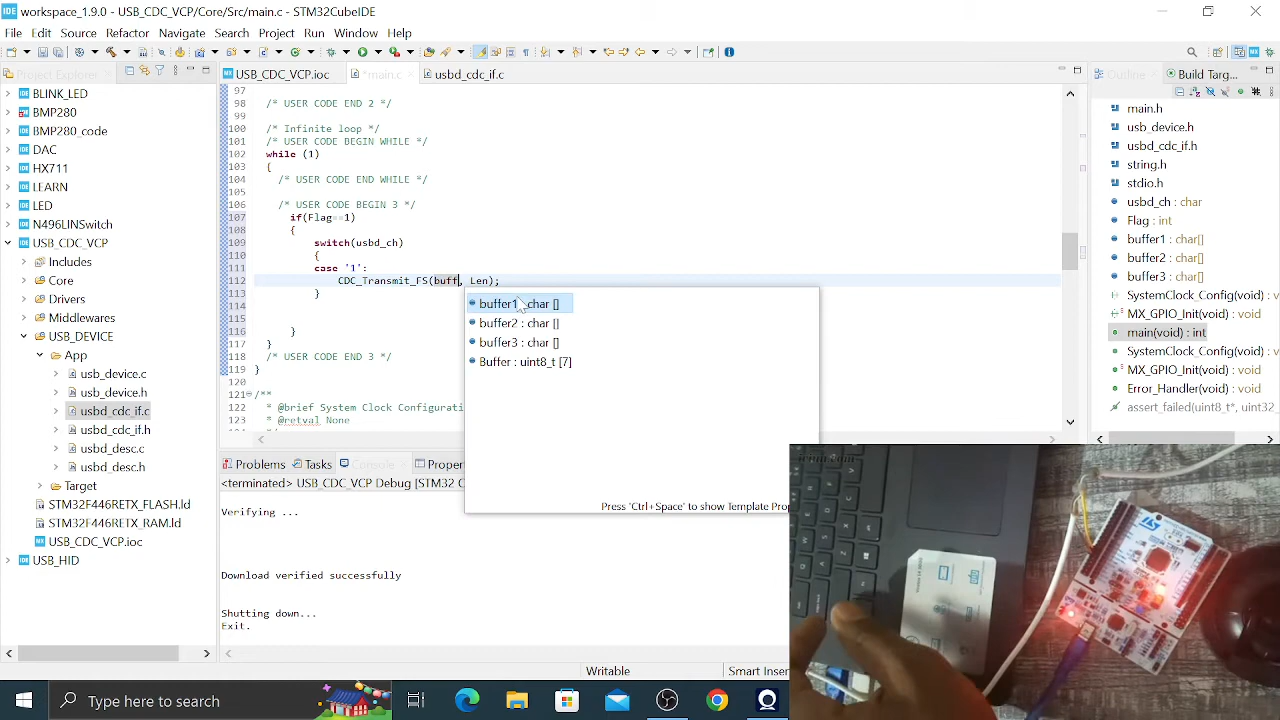 workspace_1.9.0 - USB_CDC_VCP/Core/Src/main.c - STM32CubeIDE
File Edit Source Refactor Navigate Search Project Run Window Help
Project Explorer
BLINK_LED
BMP280
BMP280_code
DAC
HX711
LEARN
LED
N496LINSwitch
USB_CDC_VCP
Includes
Core
Drivers
Middlewares
USB_DEVICE
App
usb_device.c
usb_device.h
usbd_cdc_if.c
usbd_cdc_if.h
usbd_desc.c
usbd_desc.h
Target
STM32F446RETX_FLASH.ld
STM32F446RETX_RAM.ld
USB_CDC_VCP.ioc
USB_HID
USB_CDC_VCP.ioc *main.c usbd_cdc_if.c
97
98 /* USER CODE END 2 */
99
100 /* Infinite loop */
101 /* USER CODE BEGIN WHILE */
102 while (1)
103 {
104 /* USER CODE END WHILE */
105
106 /* USER CODE BEGIN 3 */
107 if(Flag==1)
108 {
109 switch(usbd_ch)
110 {
111 case '1':
112 CDC_Transmit_FS(buff, Len);
113 }
114
115
116 }
117 }
118 /* USER CODE END 3 */
119 }
120
121 /**
122 * @brief System Clock Configurati
123 * @retval None
buffer1 : char []
buffer2 : char []
buffer3 : char []
Buffer : uint8_t [7]
Press 'Ctrl+Space' to show Template Prop
Problems Tasks Console Propert
<terminated> USB_CDC_VCP Debug [STM32 C
Verifying ...
Download verified successfully
Shutting down...
Exit.
Outline Build Targ...
main.h
usb_device.h
usbd_cdc_if.h
string.h
stdio.h
usbd_ch : char
Flag : int
buffer1 : char[]
buffer2 : char[]
buffer3 : char[]
SystemClock_Config(void) : void
MX_GPIO_Init(void) : void
main(void) : int
SystemClock_Config(void) : v
MX_GPIO_Init(void) : void
Error_Handler(void) : void
assert_failed(uint8_t*, uint32_
Writable Smart Inser
Type here to search